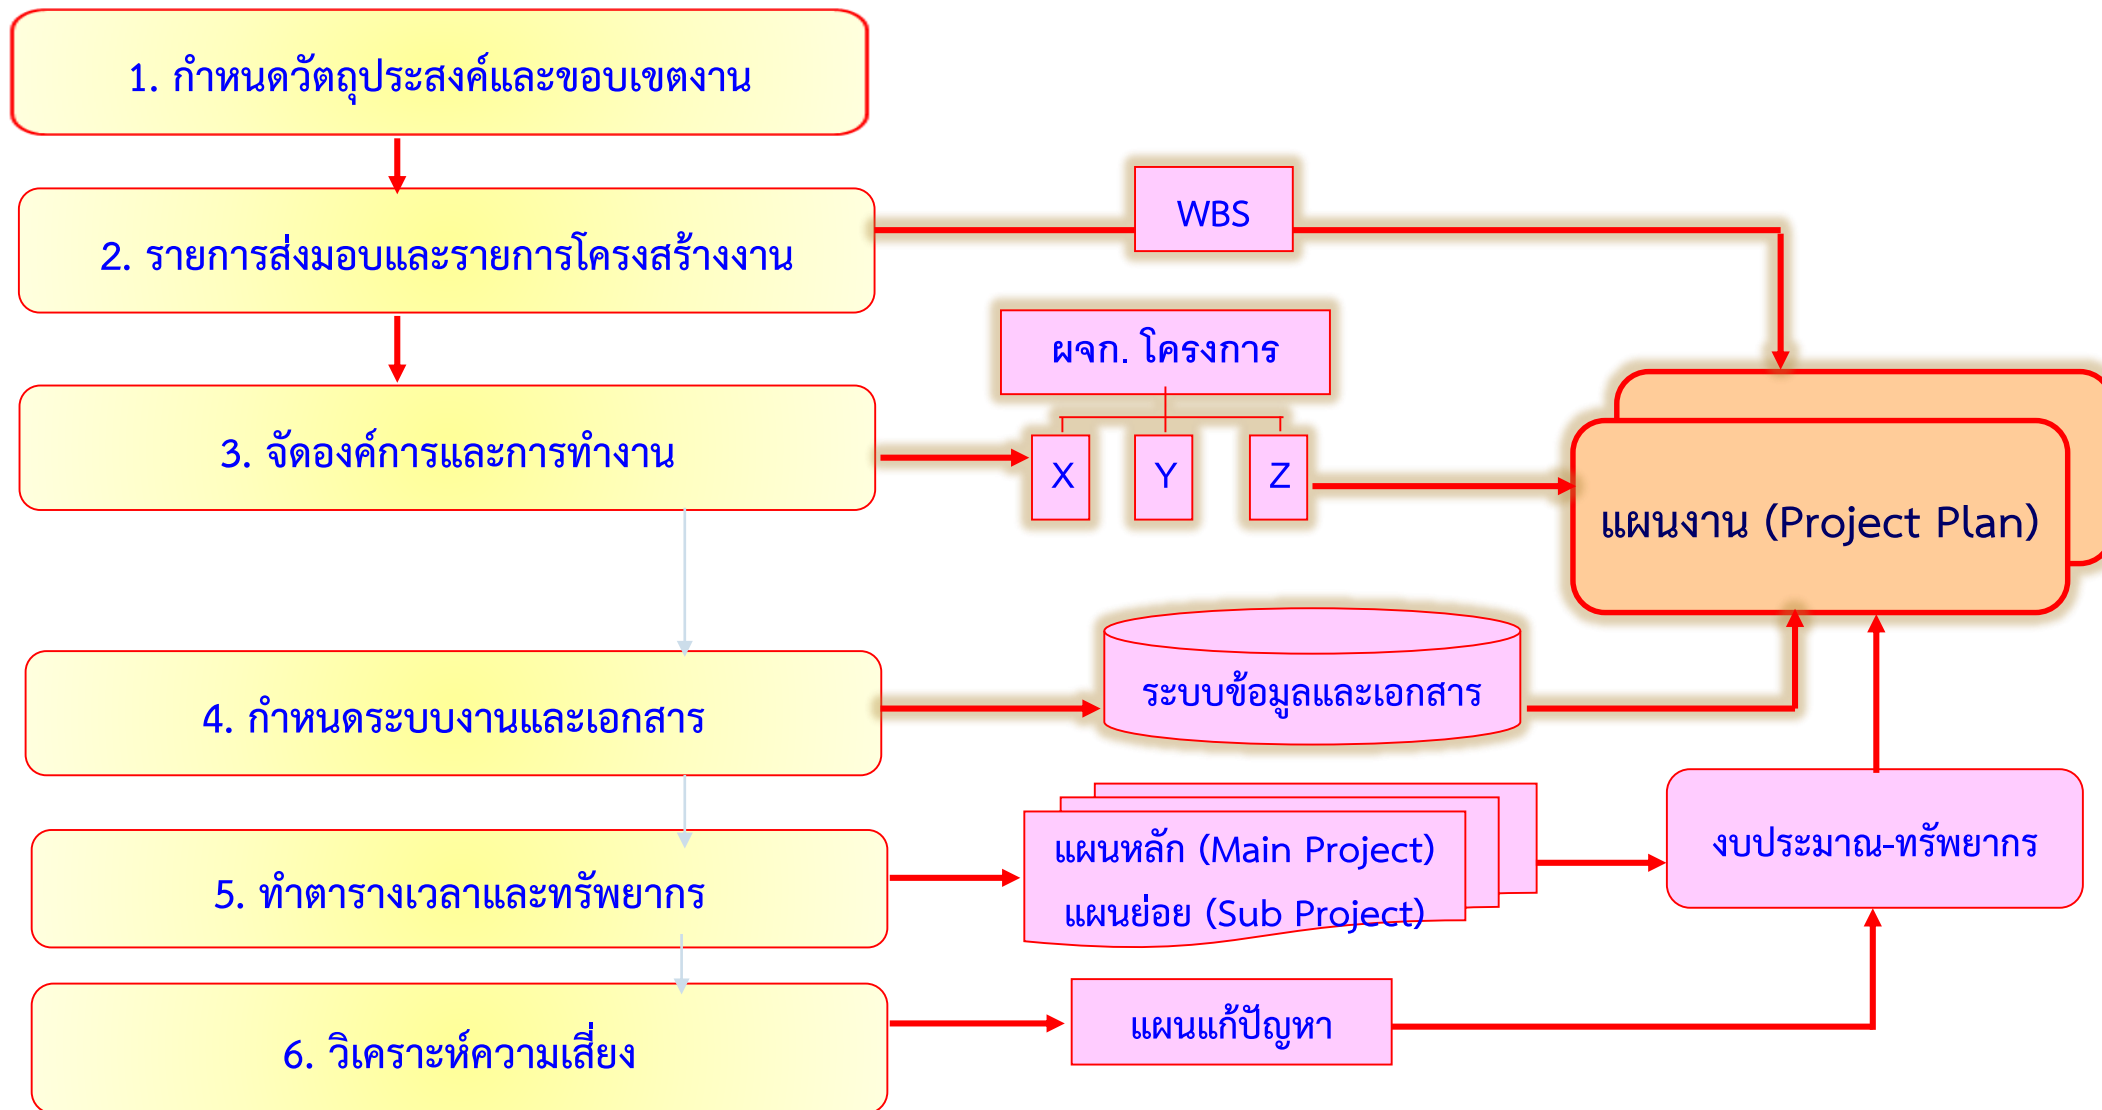 1. กำหนดวัตถุประสงค์และขอบเขตงาน
2. รายการส่งมอบและรายการโครงสร้างงาน
WBS
ผจก. โครงการ
3. จัดองค์การและการทำงาน
X Y Z
แผนงาน (Project Plan)
4. กำหนดระบบงานและเอกสาร
ระบบข้อมูลและเอกสาร
5. ทำตารางเวลาและทรัพยากร
แผนหลัก (Main Project)
แผนย่อย (Sub Project)
งบประมาณ-ทรัพยากร
6. วิเคราะห์ความเสี่ยง
แผนแก้ปัญหา